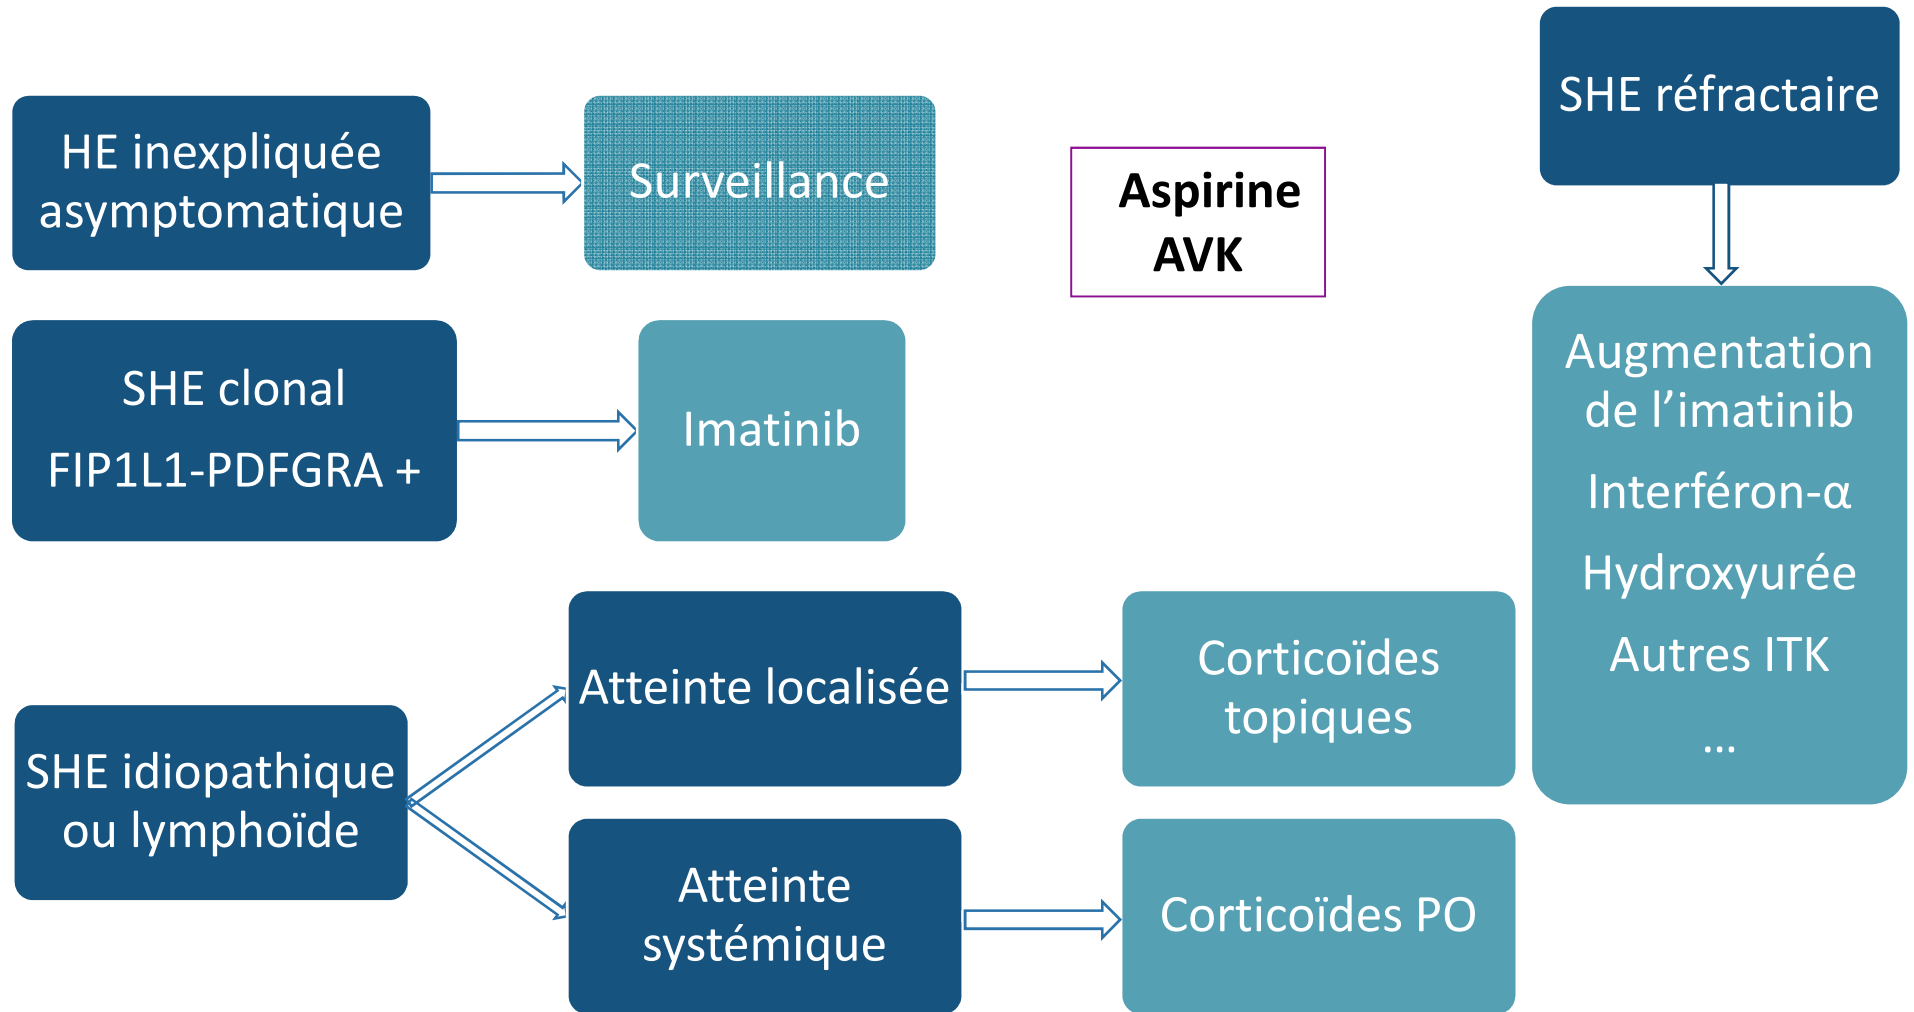 HE inexpliquée
asymptomatique
Surveillance
Aspirine
AVK
SHE réfractaire
SHE clonal
FIP1L1-PDFGRA +
Imatinib
Augmentation
de l’imatinib
Interféron-α
Hydroxyurée
Autres ITK
…
SHE idiopathique
ou lymphoïde
Atteinte localisée
Corticoïdes
topiques
Atteinte
systémique
Corticoïdes PO